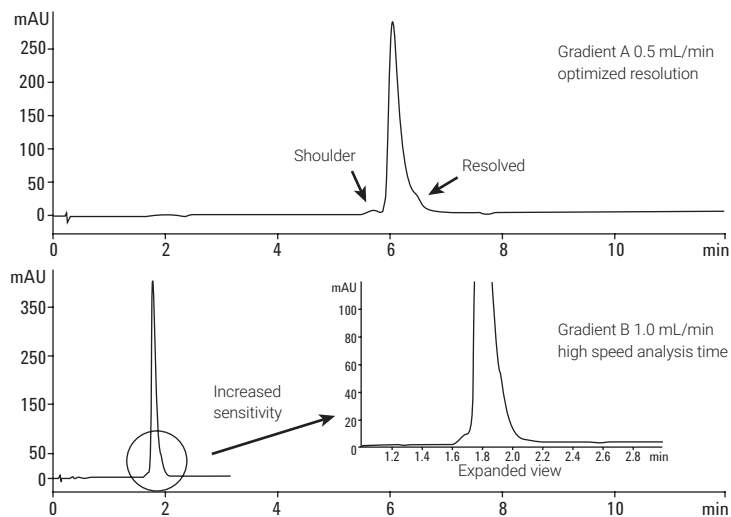 mAU
250
200
150
100
50
0
Gradient A 0.5 mL/min
optimized resolution
Shoulder
Resolved
0 2 4 6 8 10 min
mAU
350
150
50
0
Increased
sensitivity
mAU
100
80
60
40
20
0
1.2 1.4 1.6 1.8 2.0 2.2 2.4 2.6 2.8 min
Expanded view
Gradient B 1.0 mL/min
high speed analysis time
0 2 4 6 8 10 min